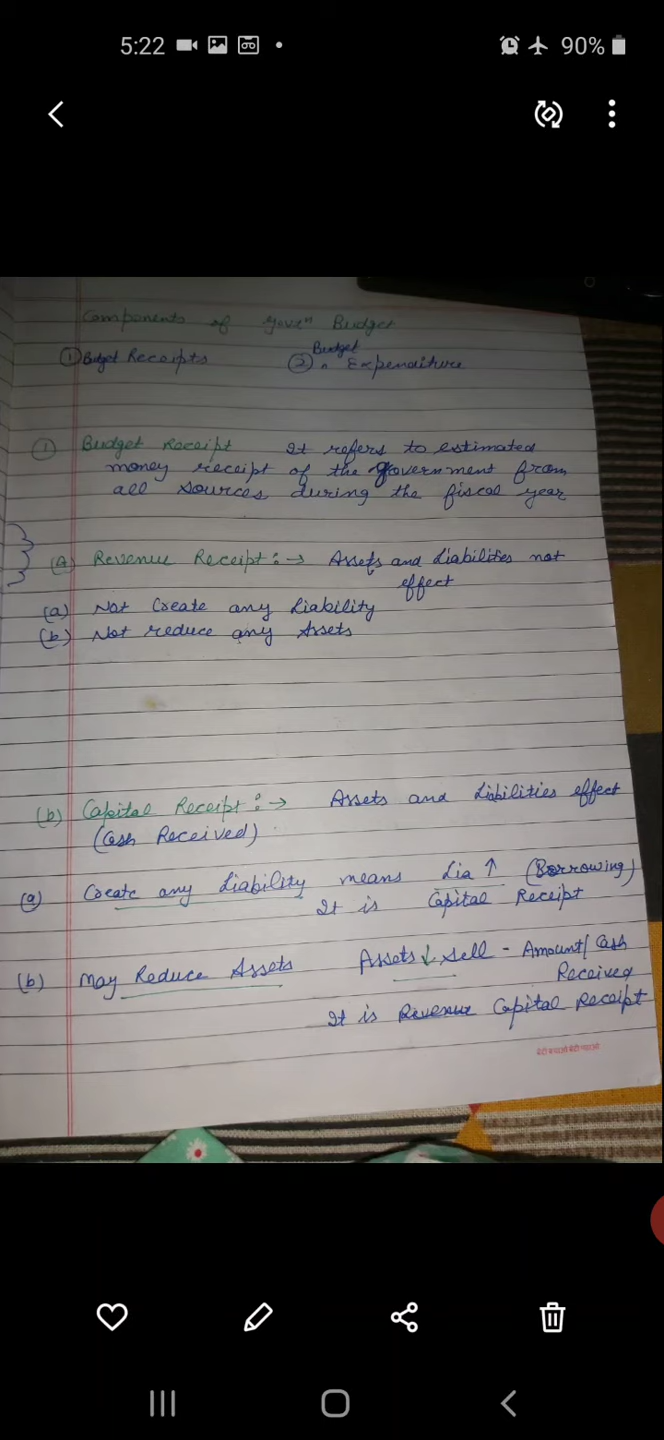 5:22
90%
Components of Govrn Budget
① Budget Receipts ② Budget Expenditure
① Budget Receipt It refers to estimated
money receipt of the government from
all sources during the fiscal year
(A) Revenue Receipt :→ Assets and Liabilities not
effect
(a) Not Create any Liability
(b) Not reduce any Assets
(b) Capital Receipt :→ Assets and Liabilities effect
(Cash Received)
(a) Create any Liability means Lia ↑ (Borrowing)
It is Capital Receipt
(b) May Reduce Assets Assets ↓ Sell - Amount/Cash
Received
It is Revenue Capital Receipt
बेटी बचाओ बेटी पढ़ाओ